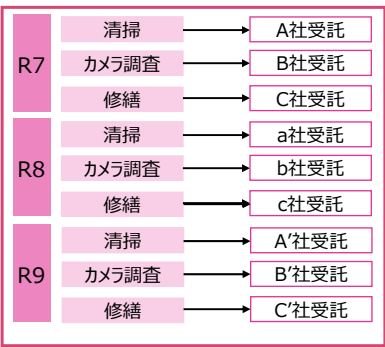 R7
清掃 A社受託
カメラ調査 B社受託
修繕 C社受託
R8
清掃 a社受託
カメラ調査 b社受託
修繕 c社受託
R9
清掃 A’社受託
カメラ調査 B’社受託
修繕 C’社受託